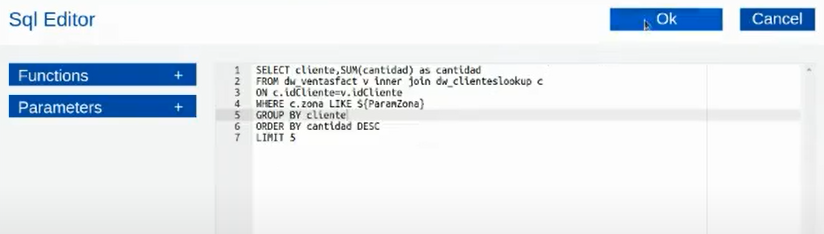 Sql Editor
Ok
Cancel
Functions +
Parameters +
1 SELECT cliente,SUM(cantidad) as cantidad
2 FROM dw_ventasfact v inner join dw_clienteslookup c
3 ON c.idCliente=v.idCliente
4 WHERE c.zona LIKE ${ParamZona}
5 GROUP BY cliente
6 ORDER BY cantidad DESC
7 LIMIT 5